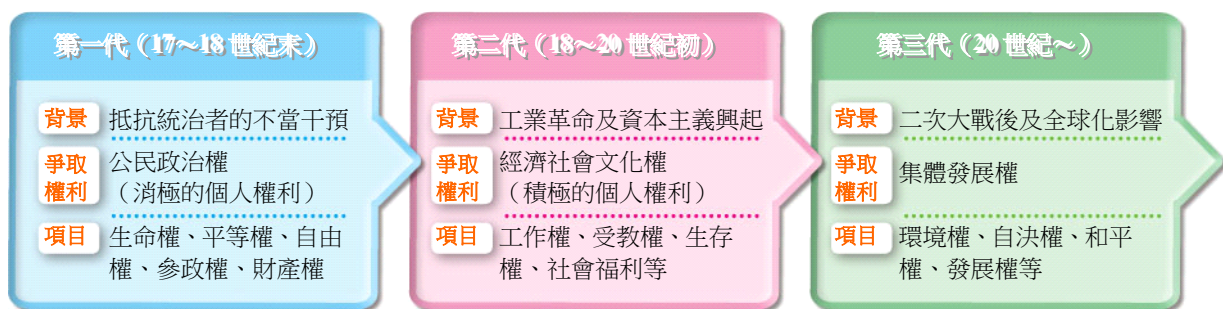 第一代（17～18世紀末）
背景 抵抗統治者的不當干預
爭取權利 公民政治權
（消極的個人權利）
項目 生命權、平等權、自由
權、參政權、財產權
第二代（18～20世紀初）
背景 工業革命及資本主義興起
爭取權利 經濟社會文化權
（積極的個人權利）
項目 工作權、受教權、生存
權、社會福利等
第三代（20世紀～）
背景 二次大戰後及全球化影響
爭取權利 集體發展權
項目 環境權、自決權、和平
權、發展權等